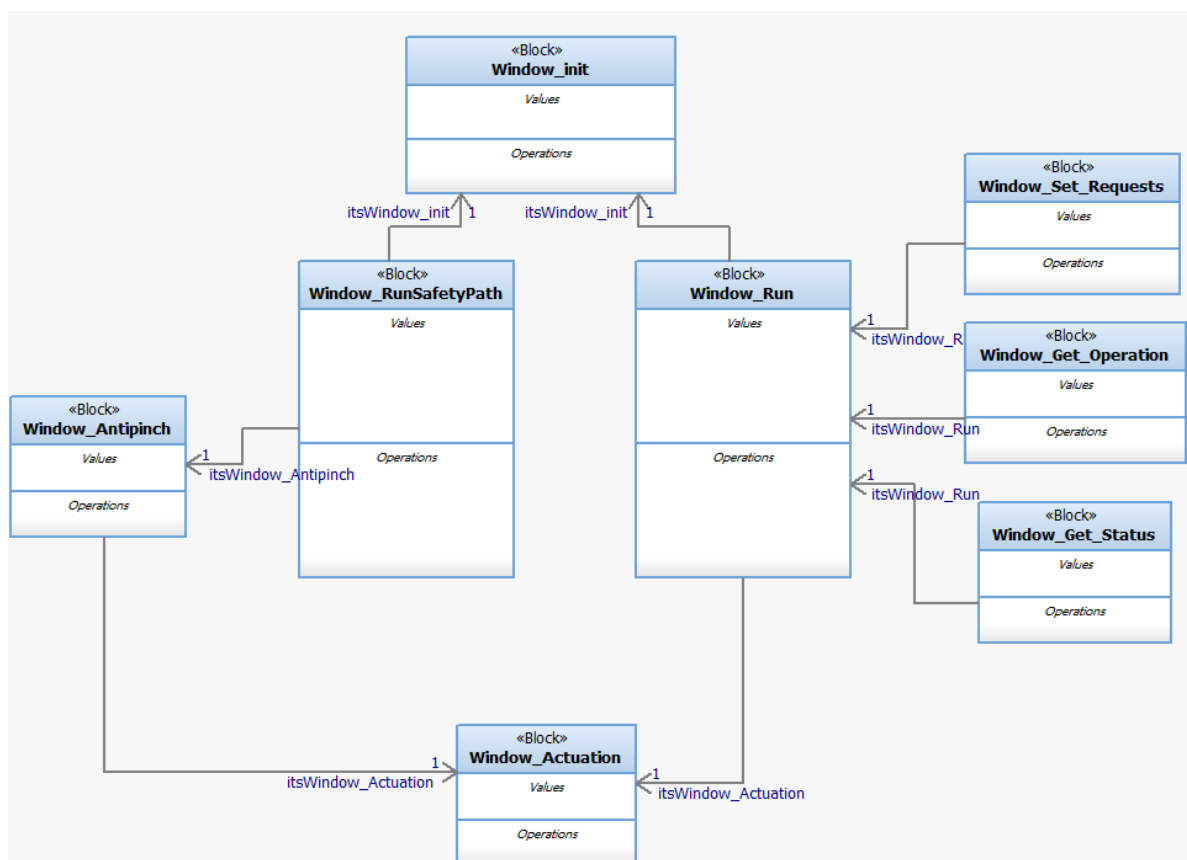 «Block»
Window_init
Values
Operations
itsWindow_init
1
itsWindow_init
1
«Block»
Window_Set_Requests
Values
Operations
«Block»
Window_RunSafetyPath
Values
Operations
«Block»
Window_Run
Values
Operations
1
itsWindow_R
«Block»
Window_Get_Operation
Values
Operations
1
itsWindow_Run
«Block»
Window_Antipinch
Values
Operations
1
itsWindow_Antipinch
1
itsWindow_Run
«Block»
Window_Get_Status
Values
Operations
«Block»
Window_Actuation
Values
Operations
1
itsWindow_Actuation
1
itsWindow_Actuation